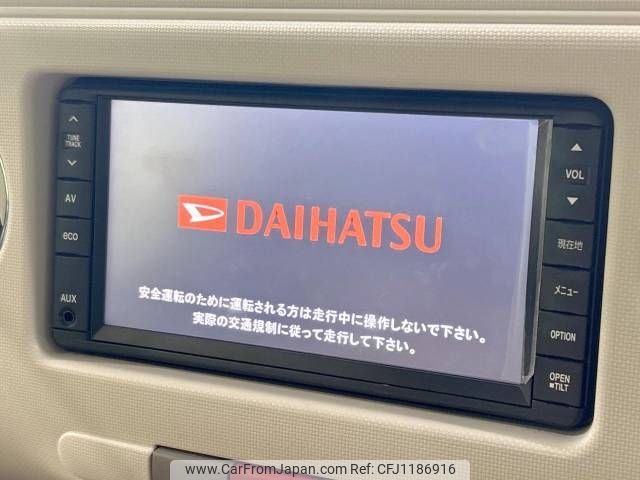 TUNE
TRACK
AV
eco
AUX
DAIHATSU
安全運転のために運転される方は走行中に操作しないで下さい。
実際の交通規制に従って走行して下さい。
VOL
現在地
メニュー
OPTION
OPEN
■TILT
www.CarFromJapan.com Car No: CFJ1186916